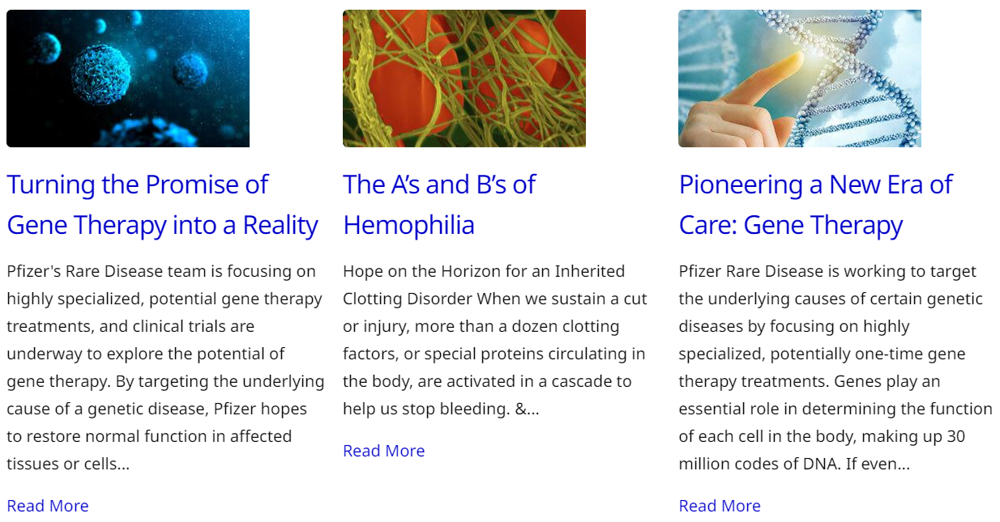 Turning the Promise of
Gene Therapy into a Reality
Pfizer's Rare Disease team is focusing on
highly specialized, potential gene therapy
treatments, and clinical trials are
underway to explore the potential of
gene therapy. By targeting the underlying
cause of a genetic disease, Pfizer hopes
to restore normal function in affected
tissues or cells...
Read More
The A’s and B’s of
Hemophilia
Hope on the Horizon for an Inherited
Clotting Disorder When we sustain a cut
or injury, more than a dozen clotting
factors, or special proteins circulating in
the body, are activated in a cascade to
help us stop bleeding. &...
Read More
Pioneering a New Era of
Care: Gene Therapy
Pfizer Rare Disease is working to target
the underlying causes of certain genetic
diseases by focusing on highly
specialized, potentially one-time gene
therapy treatments. Genes play an
essential role in determining the function
of each cell in the body, making up 30
million codes of DNA. If even...
Read More